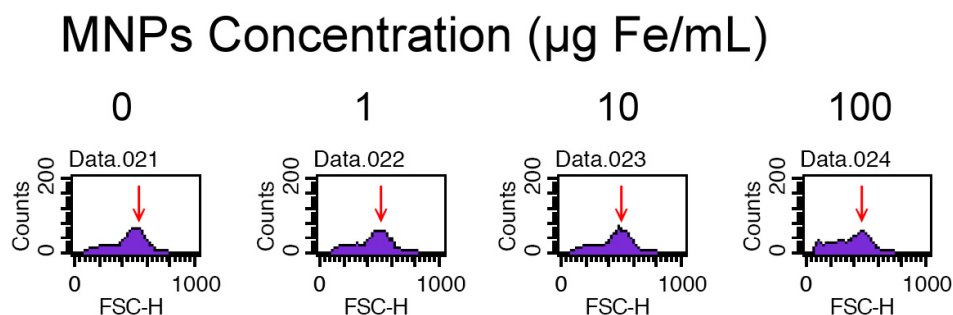 MNPs Concentration (µg Fe/mL)
0 1 10 100
Data.021 Data.022 Data.023 Data.024
200 200 200 200
Counts Counts Counts Counts
0 0 0 0
0 1000 0 1000 0 1000 0 1000
FSC-H FSC-H FSC-H FSC-H